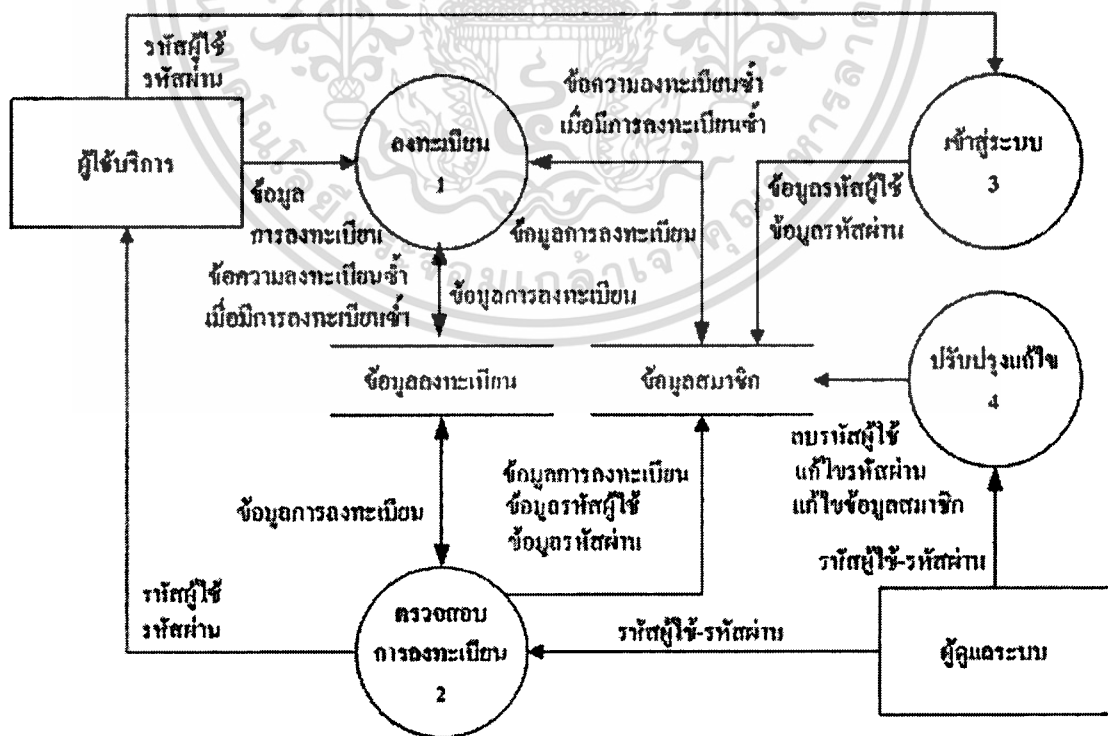 รหัสผู้ใช้
รหัสผ่าน
ผู้ใช้บริการ
ลงทะเบียน
1
ข้อความลงทะเบียนซ้ำ
เมื่อมีการลงทะเบียนซ้ำ
เข้าสู่ระบบ
3
ข้อมูล
การลงทะเบียน
ข้อมูลการลงทะเบียน
ข้อมูลรหัสผู้ใช้
ข้อมูลรหัสผ่าน
ข้อความลงทะเบียนซ้ำ
เมื่อมีการลงทะเบียนซ้ำ
ข้อมูลการลงทะเบียน
ข้อมูลลงทะเบียน
ข้อมูลสมาชิก
ปรับปรุงแก้ไข
4
ลบรหัสผู้ใช้
แก้ไขรหัสผ่าน
แก้ไขข้อมูลสมาชิก
ข้อมูลการลงทะเบียน
ข้อมูลการลงทะเบียน
ข้อมูลรหัสผู้ใช้
ข้อมูลรหัสผ่าน
รหัสผู้ใช้-รหัสผ่าน
รหัสผู้ใช้
รหัสผ่าน
ตรวจสอบ
การลงทะเบียน
2
รหัสผู้ใช้-รหัสผ่าน
ผู้ดูแลระบบ